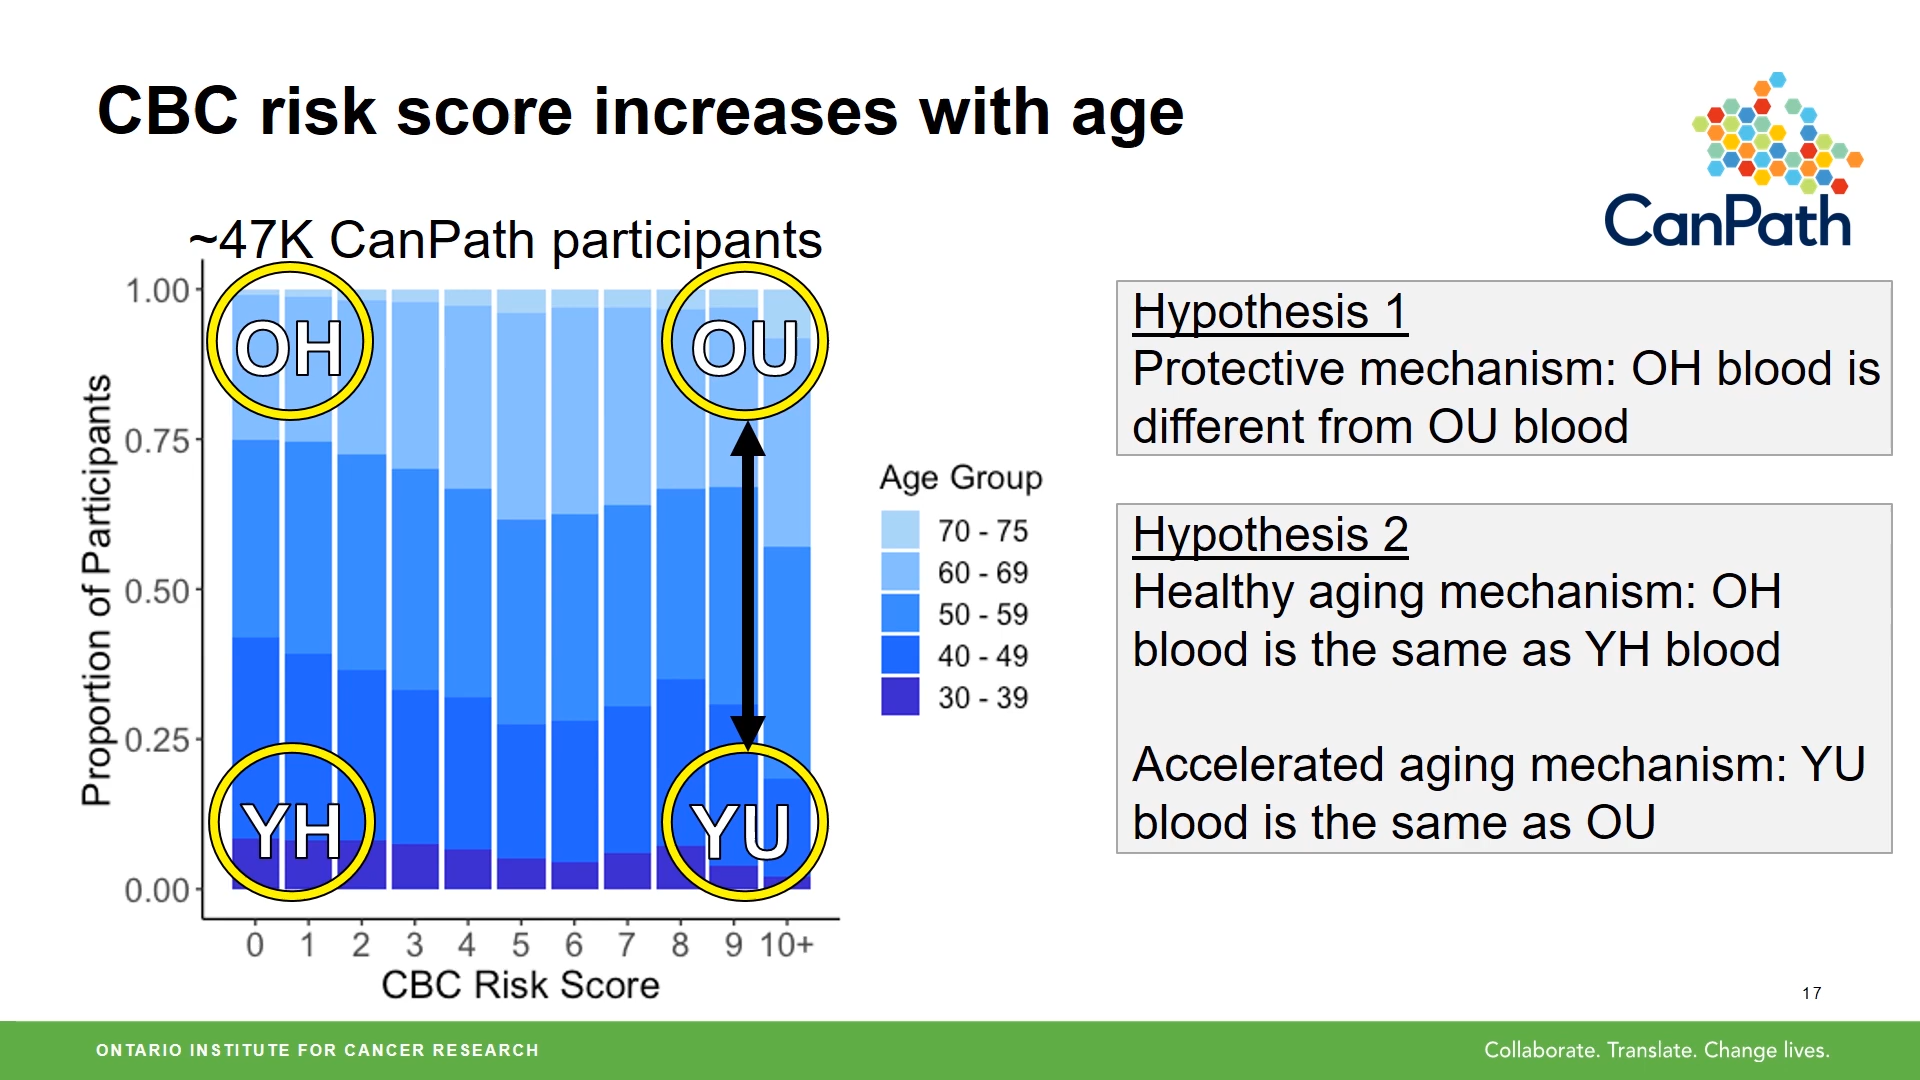 CBC risk score increases with age
CanPath
~47K CanPath participants
1.00
0.75
0.50
0.25
0.00
Proportion of Participants
OH
OU
YH
YU
0 1 2 3 4 5 6 7 8 9 10+
CBC Risk Score
Age Group
70 - 75
60 - 69
50 - 59
40 - 49
30 - 39
Hypothesis 1
Protective mechanism: OH blood is
different from OU blood
Hypothesis 2
Healthy aging mechanism: OH
blood is the same as YH blood
Accelerated aging mechanism: YU
blood is the same as OU
17
ONTARIO INSTITUTE FOR CANCER RESEARCH
Collaborate. Translate. Change lives.